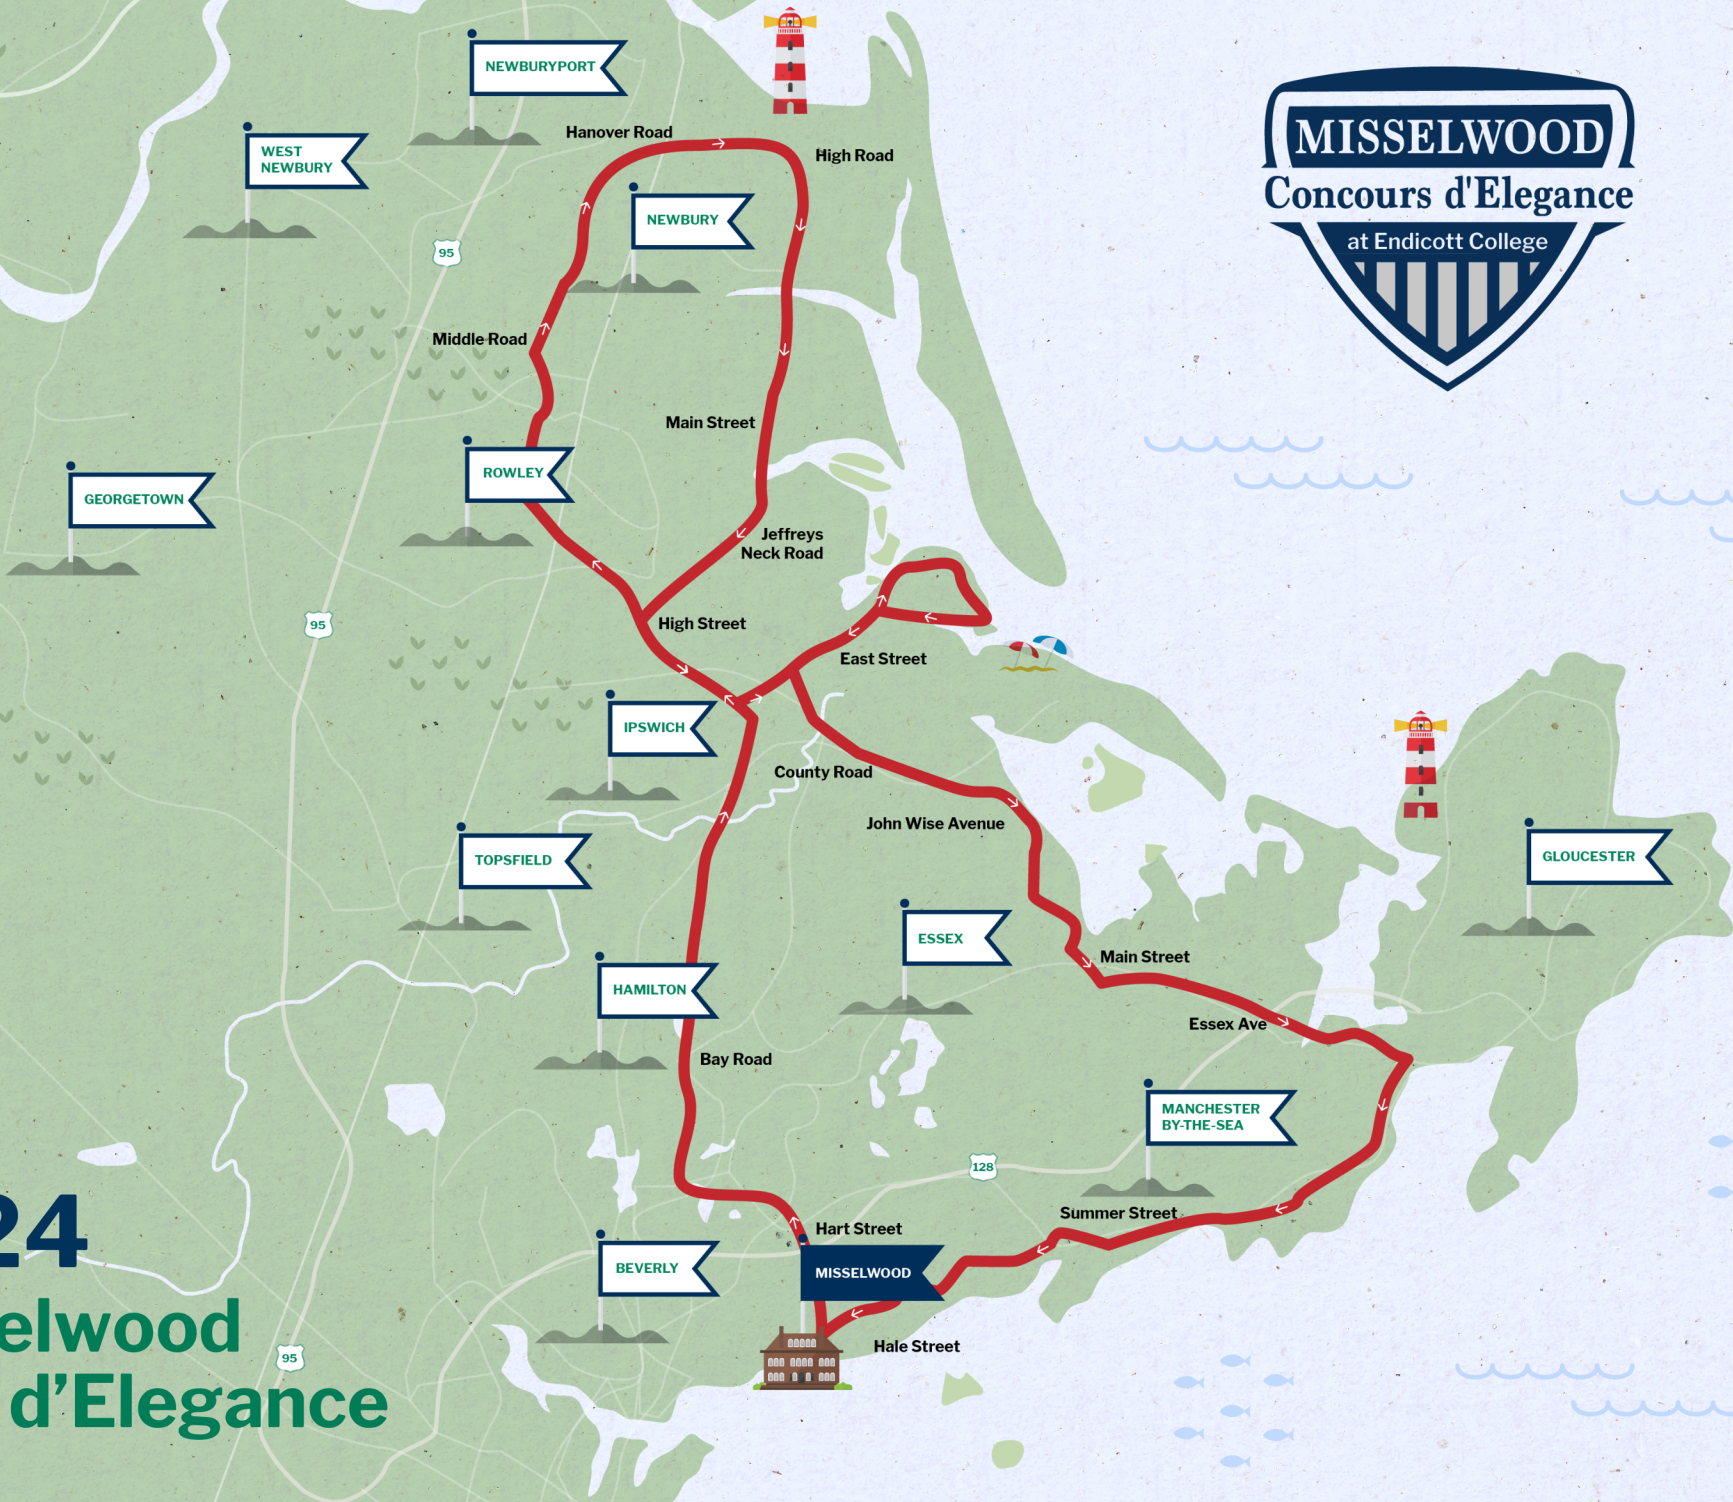 NEWBURYPORT
MISSELWOOD
Concours d'Elegance
at Endicott College
Hanover Road
High Road
WEST
NEWBURY
NEWBURY
95
Middle Road
Main Street
ROWLEY
GEORGETOWN
Jeffreys
Neck Road
95
High Street
East Street
IPSWICH
County Road
John Wise Avenue
TOPSFIELD
GLOUCESTER
ESSEX
Main Street
HAMILTON
Essex Ave
Bay Road
MANCHESTER
BY-THE-SEA
128
Summer Street
24
Hart Street
BEVERLY
MISSELWOOD
elwood
Hale Street
95
d’Elegance